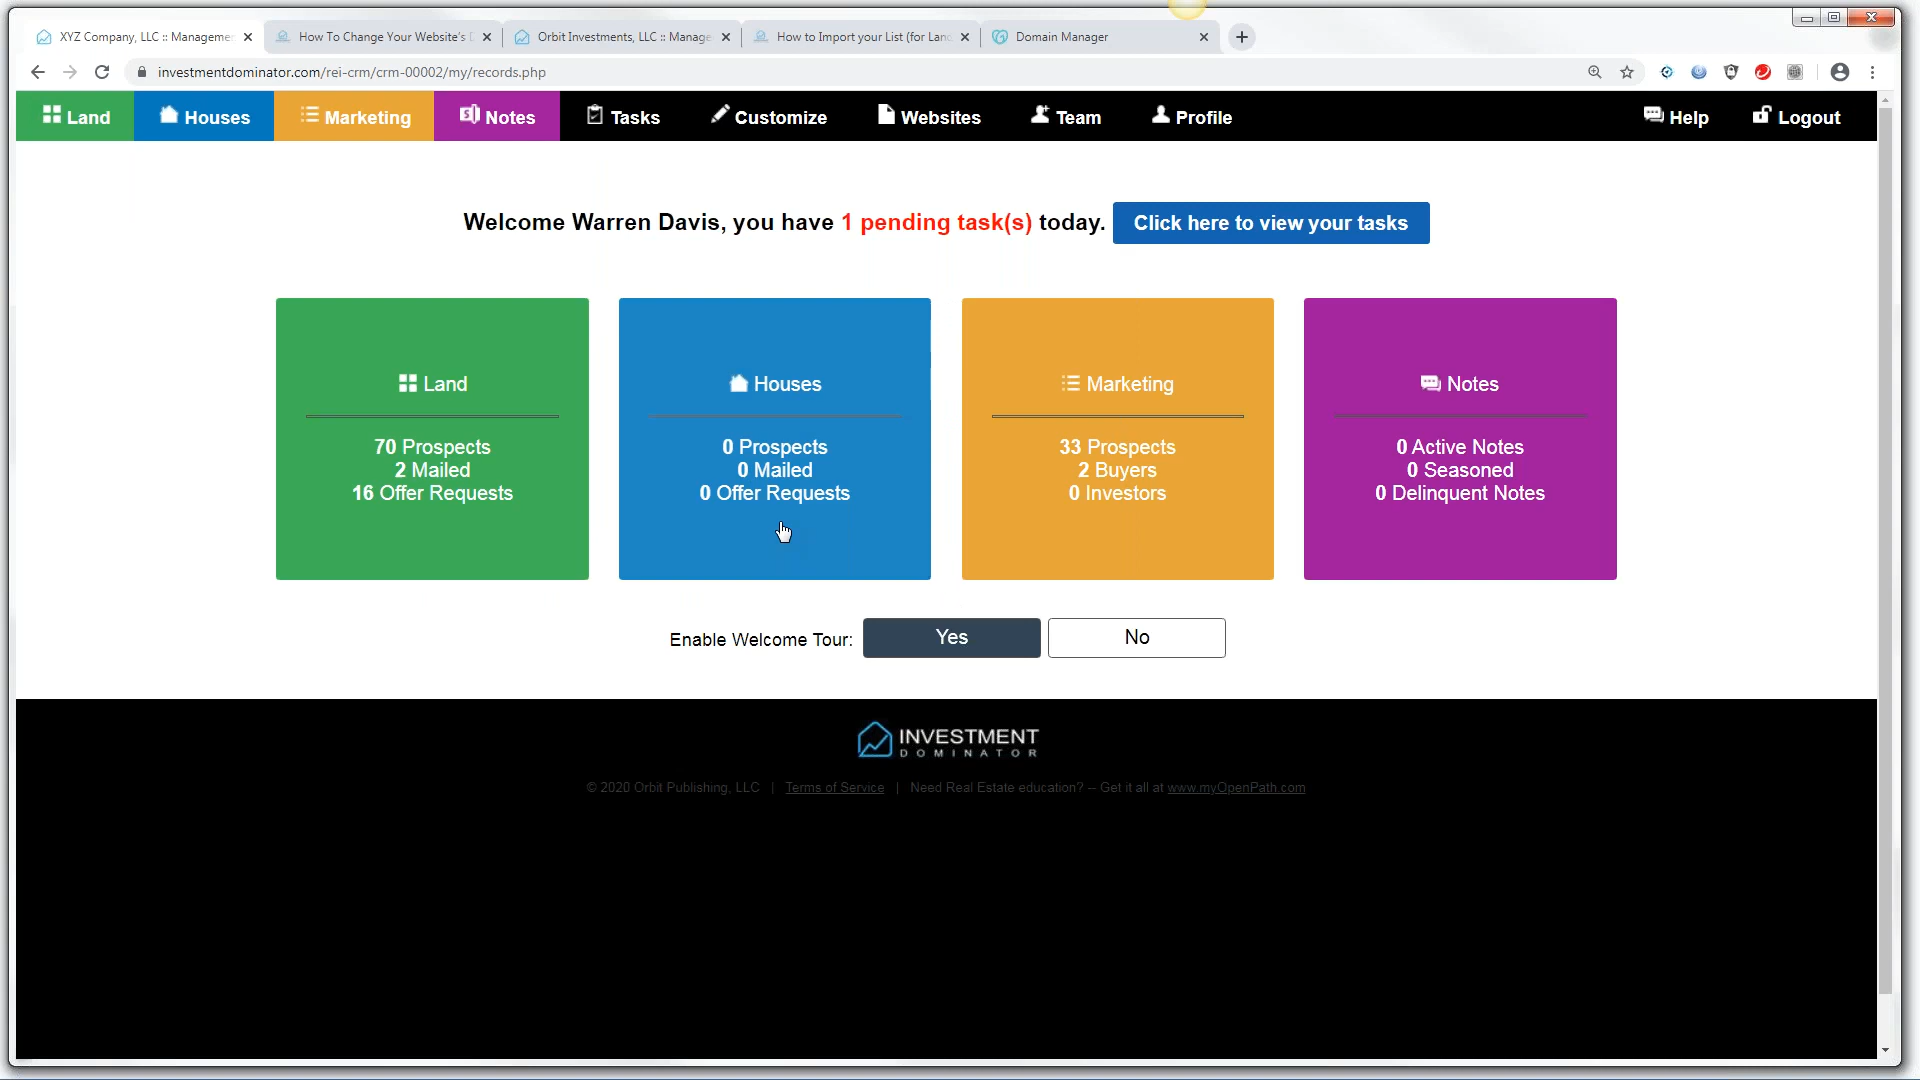 XYZ Company, LLC :: Manageme
How To Change Your Website's D
Orbit Investments, LLC :: Manage
How to Import your List (for Land
Domain Manager
investmentdominator.com/rei-crm/crm-00002/my/records.php
Land
Houses
Marketing
Notes
Tasks
Customize
Websites
Team
Profile
Help
Logout
Welcome Warren Davis, you have 1 pending task(s) today.
Click here to view your tasks
Land
70 Prospects
2 Mailed
16 Offer Requests
Houses
0 Prospects
0 Mailed
0 Offer Requests
Marketing
33 Prospects
2 Buyers
0 Investors
Notes
0 Active Notes
0 Seasoned
0 Delinquent Notes
Enable Welcome Tour:
Yes
No
INVESTMENT
DOMINATOR
© 2020 Orbit Publishing, LLC | Terms of Service | Need Real Estate education? – Get it all at www.myOpenPath.com